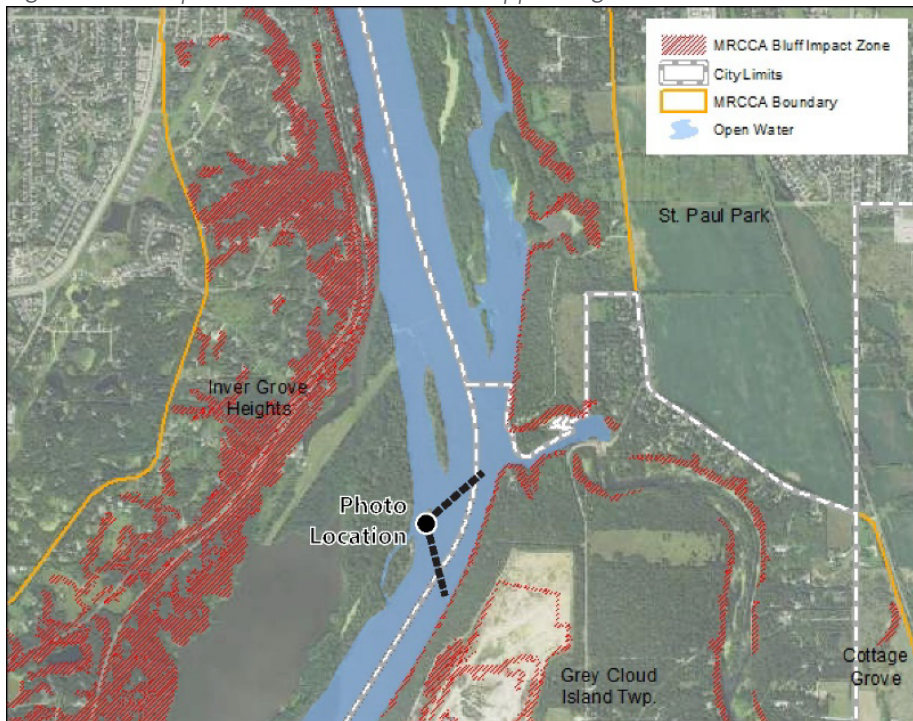 MRCCA Bluff Impact Zone
City Limits
MRCCA Boundary
Open Water
St. Paul Park
Inver Grove
Heights
Photo
Location
Grey Cloud
Island Twp.
Cottage
Grove